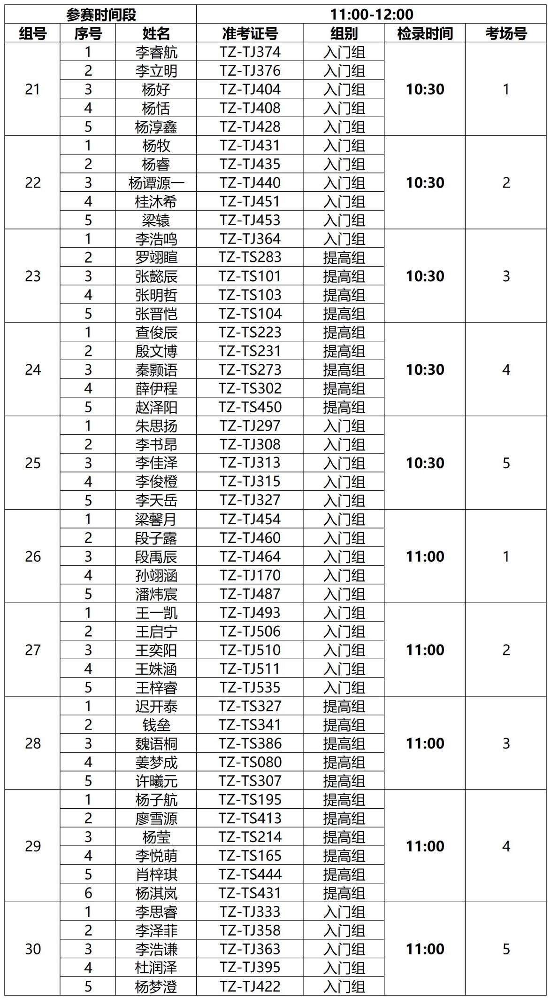 参赛时间段 11:00-12:00
组号 序号 姓名 准考证号 组别 检录时间 考场号
21 1 李睿航 TZ-TJ374 入门组 10:30 1
2 李立明 TZ-TJ376 入门组
3 杨好 TZ-TJ404 入门组
4 杨恬 TZ-TJ408 入门组
5 杨淳鑫 TZ-TJ428 入门组
22 1 杨牧 TZ-TJ431 入门组 10:30 2
2 杨睿 TZ-TJ435 入门组
3 杨谭源一 TZ-TJ440 入门组
4 桂沐希 TZ-TJ451 入门组
5 梁辕 TZ-TJ453 入门组
23 1 李浩鸣 TZ-TJ364 入门组 10:30 3
2 罗翊暄 TZ-TS283 提高组
3 张懿辰 TZ-TS101 提高组
4 张明哲 TZ-TS103 提高组
5 张晋恺 TZ-TS104 提高组
24 1 查俊辰 TZ-TS223 提高组 10:30 4
2 殷文博 TZ-TS231 提高组
3 秦颢语 TZ-TS273 提高组
4 薛伊程 TZ-TS302 提高组
5 赵泽阳 TZ-TS450 提高组
25 1 朱思扬 TZ-TJ297 入门组 10:30 5
2 李书昂 TZ-TJ308 入门组
3 李佳泽 TZ-TJ313 入门组
4 李俊橙 TZ-TJ315 入门组
5 李天岳 TZ-TJ327 入门组
26 1 梁馨月 TZ-TJ454 入门组 11:00 1
2 段子露 TZ-TJ460 入门组
3 段禹辰 TZ-TJ464 入门组
4 孙翊涵 TZ-TJ170 入门组
5 潘炜宸 TZ-TJ487 入门组
27 1 王一凯 TZ-TJ493 入门组 11:00 2
2 王启宁 TZ-TJ506 入门组
3 王奕阳 TZ-TJ510 入门组
4 王姝涵 TZ-TJ511 入门组
5 王梓睿 TZ-TJ535 入门组
28 1 迟开泰 TZ-TS327 提高组 11:00 3
2 钱垒 TZ-TS341 提高组
3 魏语桐 TZ-TS386 提高组
4 姜梦成 TZ-TS080 提高组
5 许曦元 TZ-TS307 提高组
29 1 杨子航 TZ-TS195 提高组 11:00 4
2 廖雪源 TZ-TS413 提高组
3 杨莹 TZ-TS214 提高组
4 李悦萌 TZ-TS165 提高组
5 肖梓琪 TZ-TS444 提高组
6 杨淇岚 TZ-TS431 提高组
30 1 李思睿 TZ-TJ333 入门组 11:00 5
2 李泽菲 TZ-TJ358 入门组
3 李浩谦 TZ-TJ363 入门组
4 杜润泽 TZ-TJ395 入门组
5 杨梦澄 TZ-TJ422 入门组